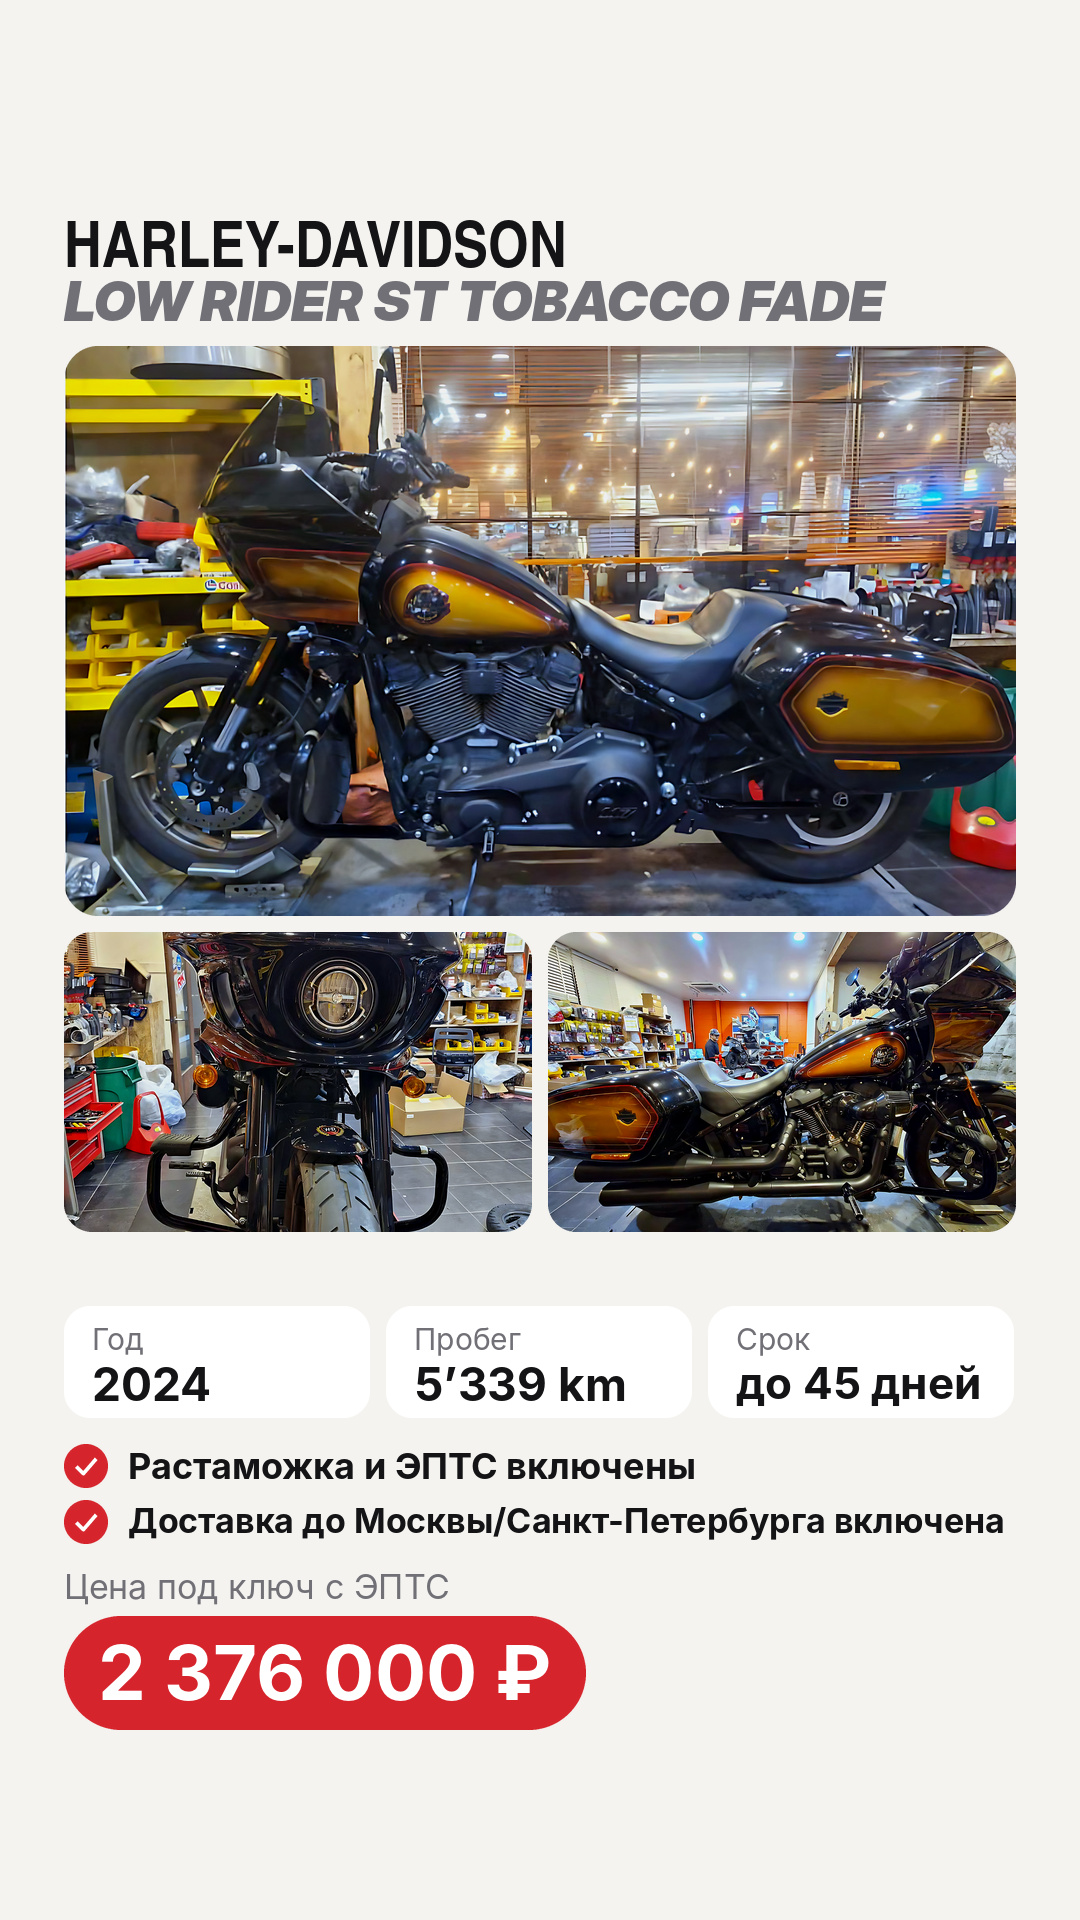 HARLEY-DAVIDSON
LOW RIDER ST TOBACCO FADE
Год
2024
Пробег
5’339 km
Срок
до 45 дней
Растаможка и ЭПТС включены
Доставка до Москвы/Санкт-Петербурга включена
Цена под ключ с ЭПТС
2 376 000 ₽